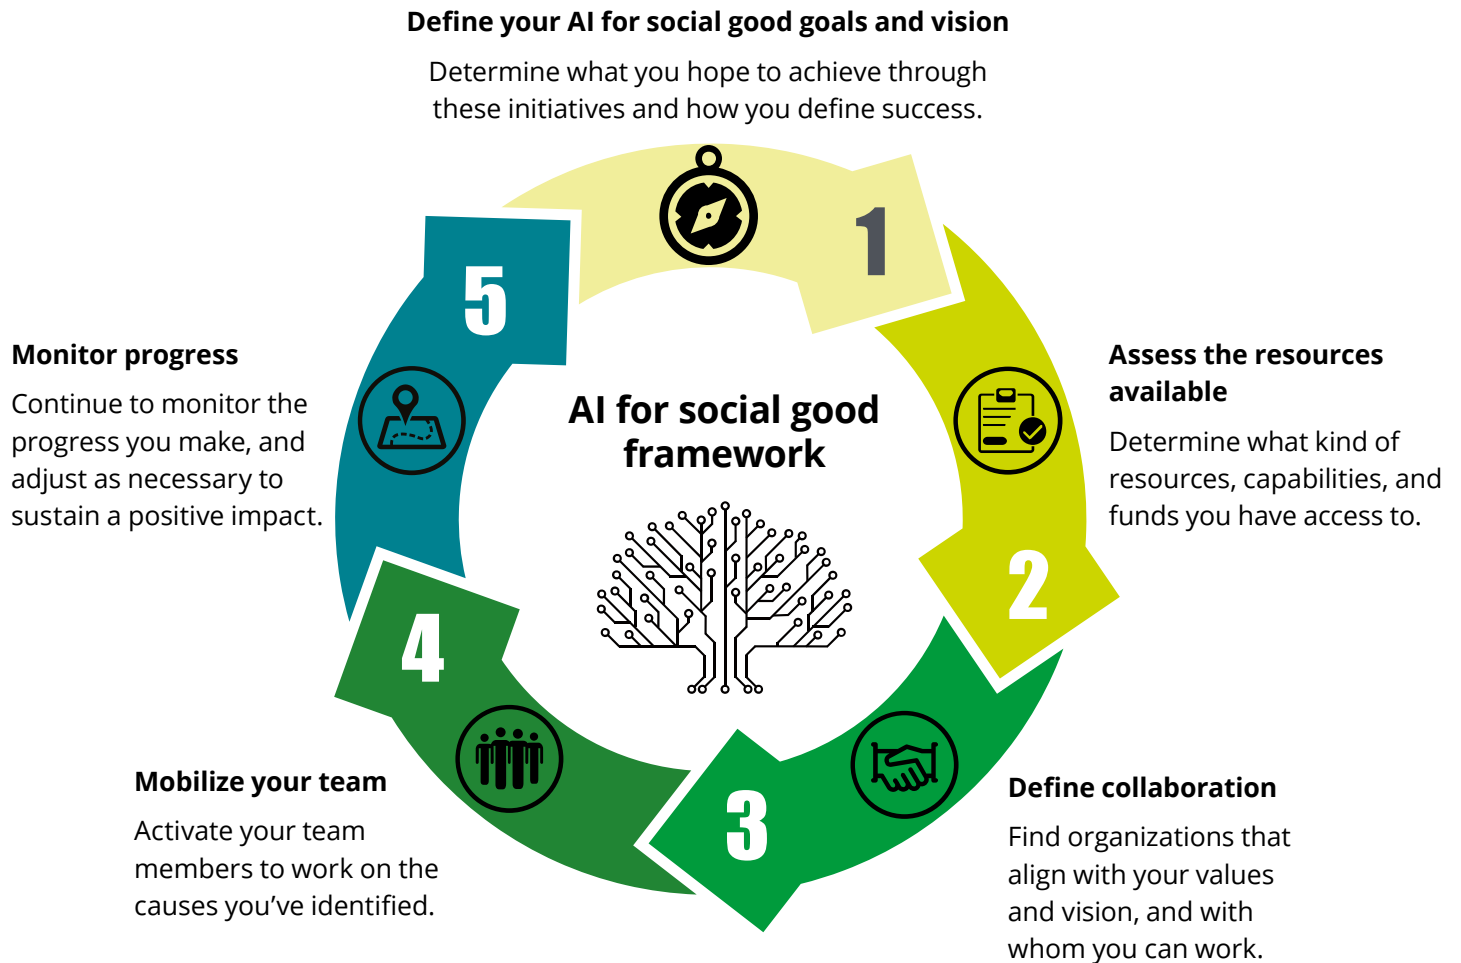 Define your AI for social good goals and vision
Determine what you hope to achieve through
these initiatives and how you define success.
1
Assess the resources
available
Determine what kind of
resources, capabilities, and
funds you have access to.
2
Define collaboration
Find organizations that
align with your values
and vision, and with
whom you can work.
3
Mobilize your team
Activate your team
members to work on the
causes you’ve identified.
4
Monitor progress
Continue to monitor the
progress you make, and
adjust as necessary to
sustain a positive impact.
5
AI for social good
framework